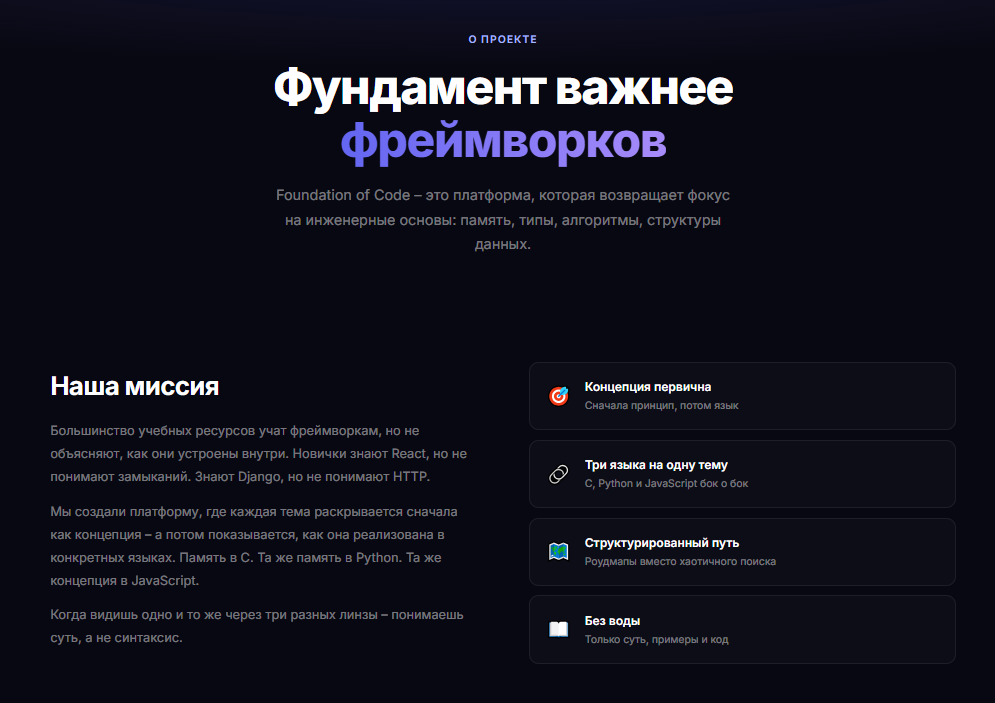 О ПРОЕКТЕ
Фундамент важнее
фреймворков
Foundation of Code – это платформа, которая возвращает фокус
на инженерные основы: память, типы, алгоритмы, структуры
данных.
Наша миссия
Большинство учебных ресурсов учат фреймворкам, но не
объясняют, как они устроены внутри. Новички знают React, но не
понимают замыканий. Знают Django, но не понимают HTTP.
Мы создали платформу, где каждая тема раскрывается сначала
как концепция – а потом показывается, как она реализована в
конкретных языках. Память в C. Та же память в Python. Та же
концепция в JavaScript.
Когда видишь одно и то же через три разных линзы – понимаешь
суть, а не синтаксис.
Концепция первична
Сначала принцип, потом язык
Три языка на одну тему
C, Python и JavaScript бок о бок
Структурированный путь
Роудмапы вместо хаотичного поиска
Без воды
Только суть, примеры и код